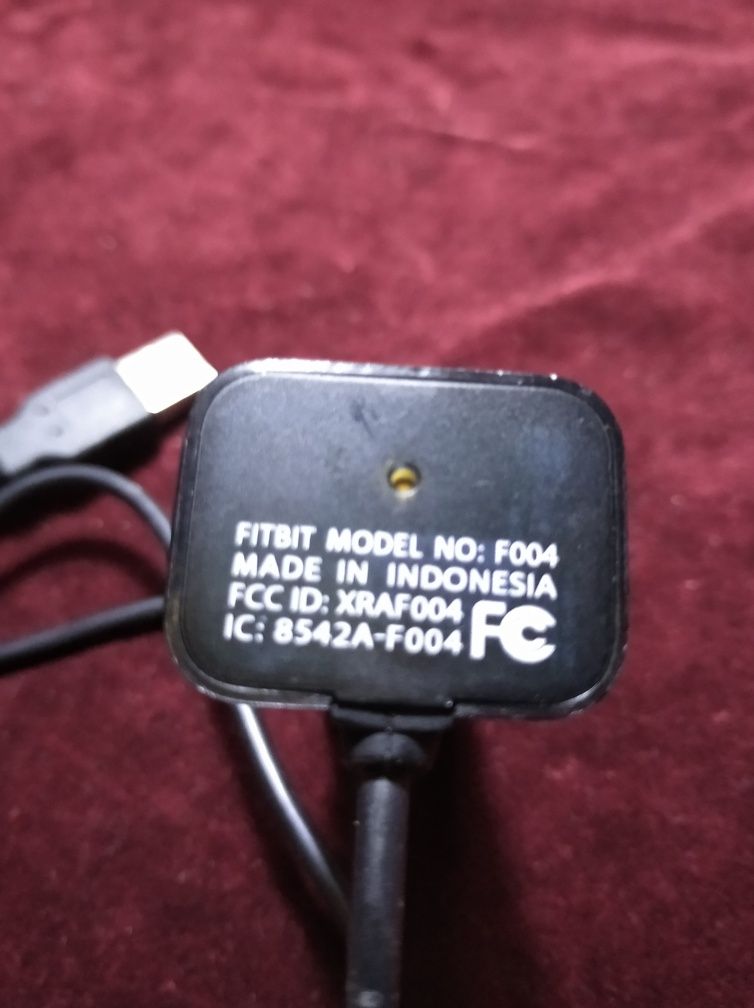 FITBIT MODEL NO: F004
MADE IN INDONESIA
FCC ID: XRAF004
IC: 8542A-F004
FC